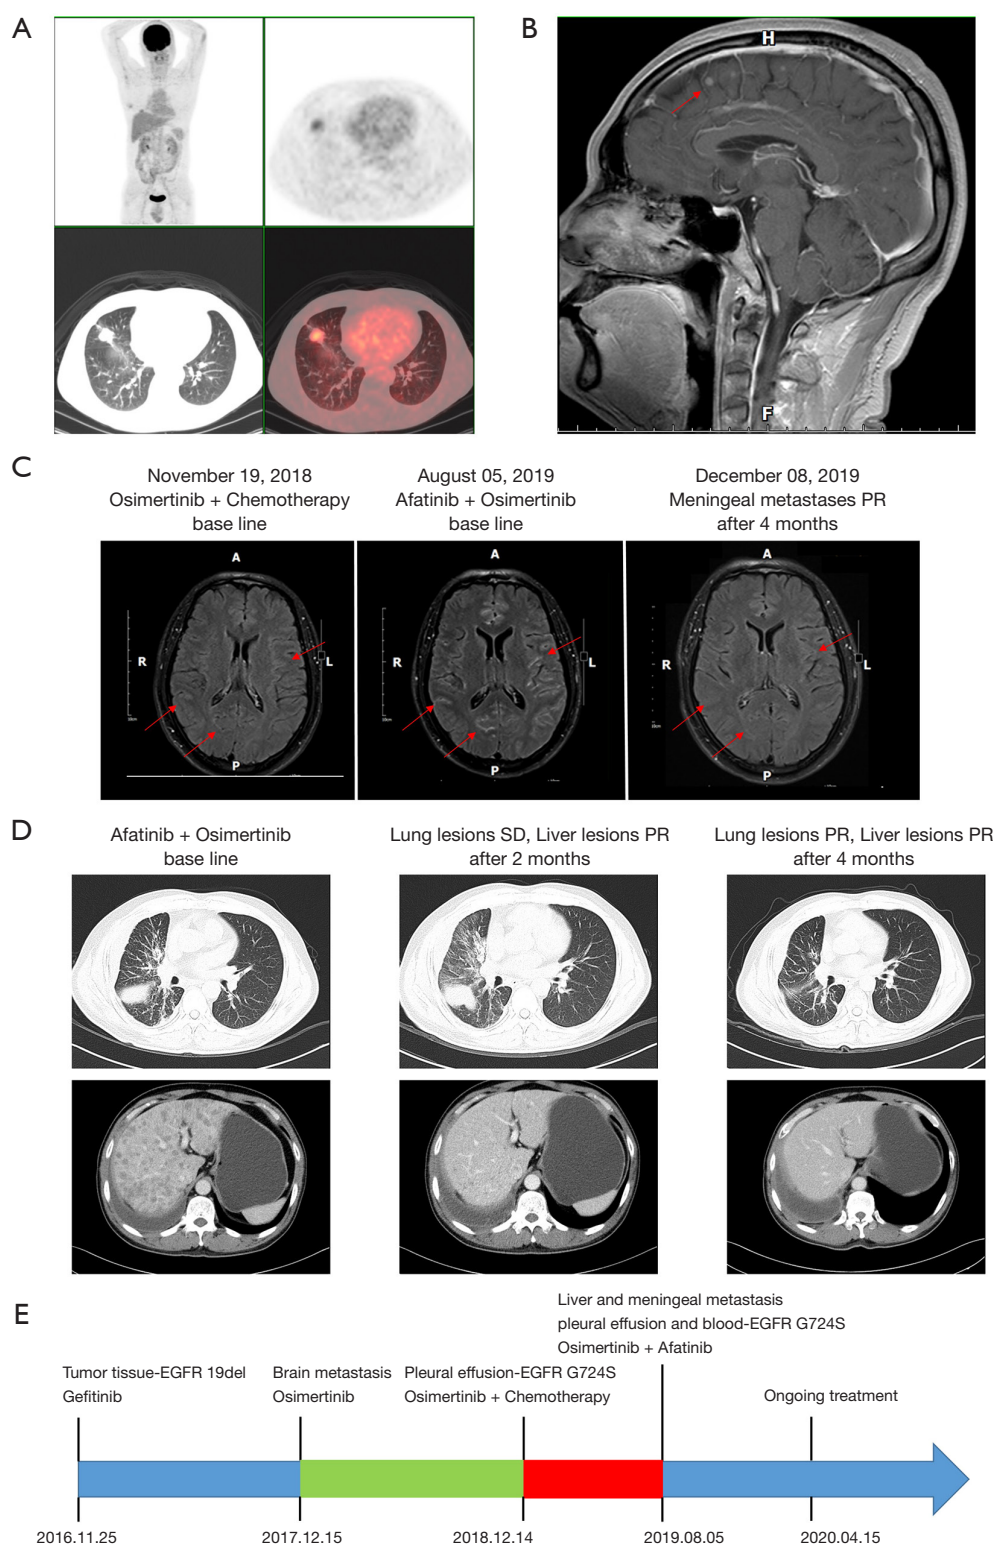 A
B
H
F
C
November 19, 2018
Osimertinib + Chemotherapy
base line
August 05, 2019
Afatinib + Osimertinib
base line
December 08, 2019
Meningeal metastases PR
after 4 months
A
R
L
P
A
R
L
P
A
R
L
P
D
Afatinib + Osimertinib
base line
Lung lesions SD, Liver lesions PR
after 2 months
Lung lesions PR, Liver lesions PR
after 4 months
E
Tumor tissue-EGFR 19del
Gefitinib
Brain metastasis
Osimertinib
Pleural effusion-EGFR G724S
Osimertinib + Chemotherapy
Liver and meningeal metastasis
pleural effusion and blood-EGFR G724S
Osimertinib + Afatinib
Ongoing treatment
2016.11.25
2017.12.15
2018.12.14
2019.08.05
2020.04.15